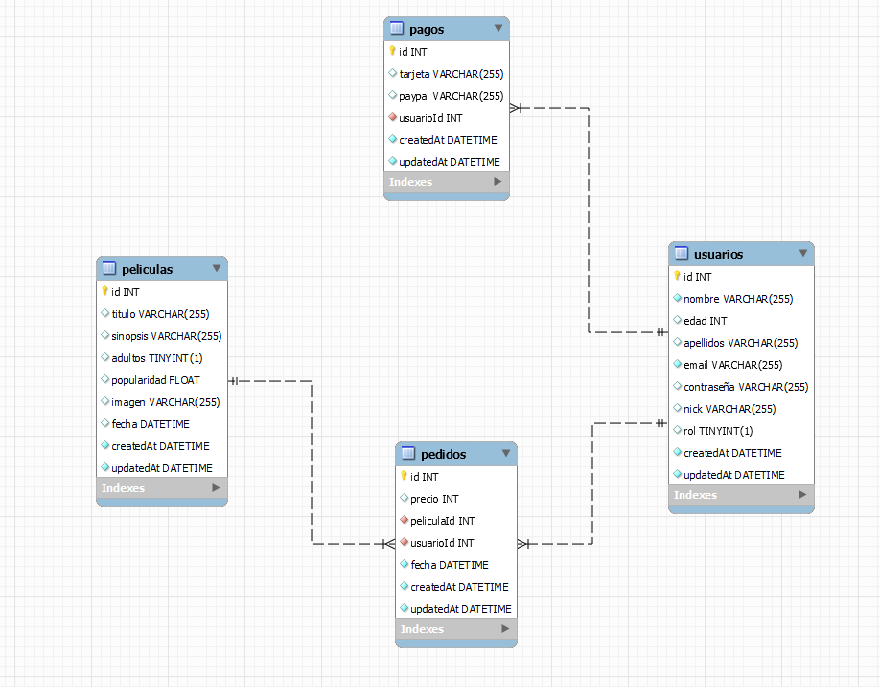 pagos
id INT
tarjeta VARCHAR(255)
paypal VARCHAR(255)
usuarioId INT
createdAt DATETIME
updatedAt DATETIME
Indexes
peliculas
id INT
titulo VARCHAR(255)
sinopsis VARCHAR(255)
adultos TINYINT(1)
popularidad FLOAT
imagen VARCHAR(255)
fecha DATETIME
createdAt DATETIME
updatedAt DATETIME
Indexes
pedidos
id INT
precio INT
peliculaId INT
usuarioId INT
fecha DATETIME
createdAt DATETIME
updatedAt DATETIME
Indexes
usuarios
id INT
nombre VARCHAR(255)
edad INT
apellidos VARCHAR(255)
email VARCHAR(255)
contraseña VARCHAR(255)
nick VARCHAR(255)
rol TINYINT(1)
createdAt DATETIME
updatedAt DATETIME
Indexes